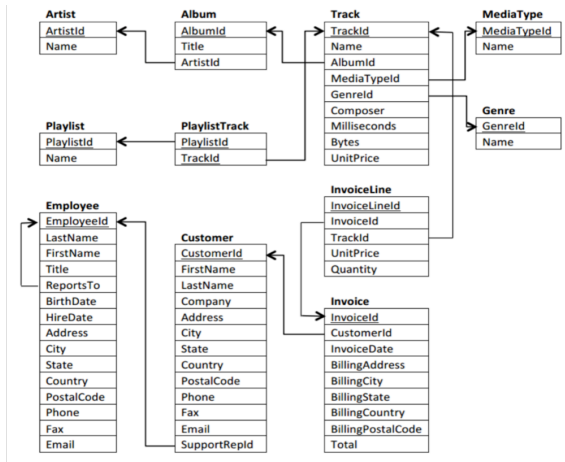 Artist
ArtistId
Name
Album
AlbumId
Title
ArtistId
Track
TrackId
Name
AlbumId
MediaTypeId
GenreId
Composer
Milliseconds
Bytes
UnitPrice
MediaType
MediaTypeId
Name
Genre
GenreId
Name
Playlist
PlaylistId
Name
PlaylistTrack
PlaylistId
TrackId
Employee
EmployeeId
LastName
FirstName
Title
ReportsTo
BirthDate
HireDate
Address
City
State
Country
PostalCode
Phone
Fax
Email
Customer
CustomerId
FirstName
LastName
Company
Address
City
State
Country
PostalCode
Phone
Fax
Email
SupportRepId
InvoiceLine
InvoiceLineId
InvoiceId
TrackId
UnitPrice
Quantity
Invoice
InvoiceId
CustomerId
InvoiceDate
BillingAddress
BillingCity
BillingState
BillingCountry
BillingPostalCode
Total